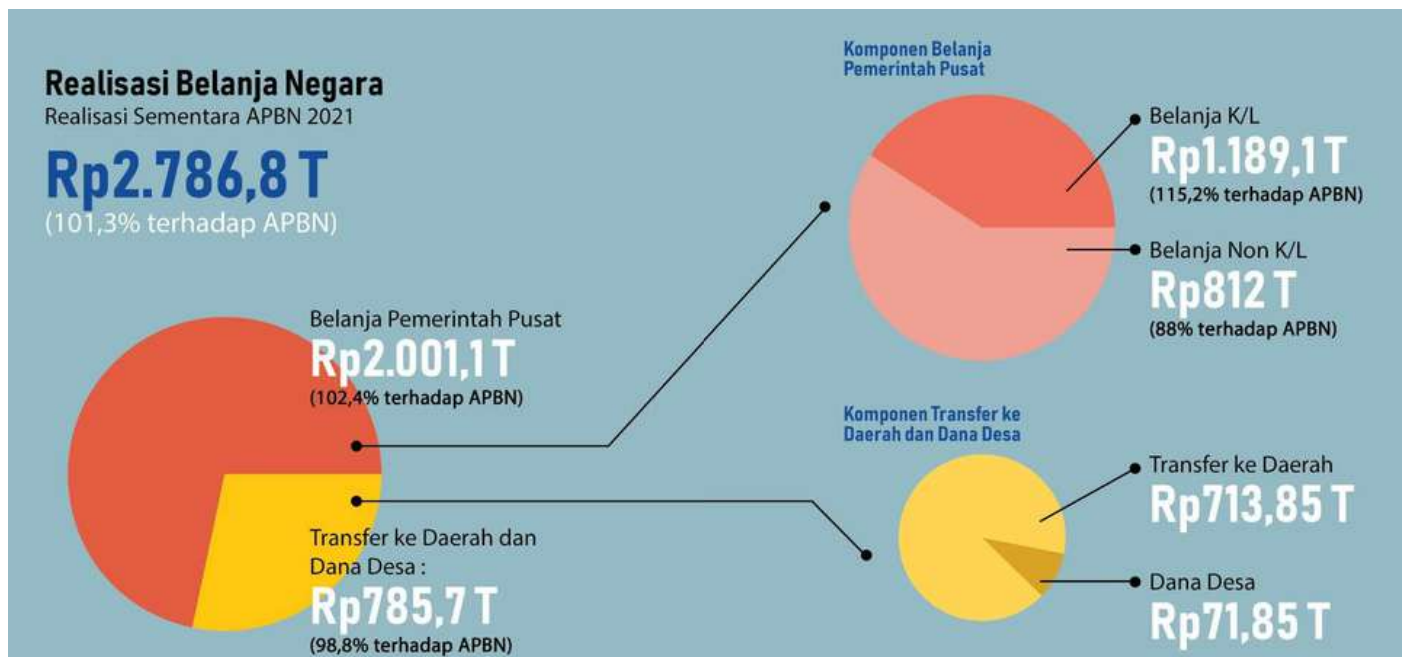 Realisasi Belanja Negara
Realisasi Sementara APBN 2021
Rp2.786,8 T
(101,3% terhadap APBN)
Belanja Pemerintah Pusat
Rp2.001,1 T
(102,4% terhadap APBN)
Transfer ke Daerah dan
Dana Desa :
Rp785,7 T
(98,8% terhadap APBN)
Komponen Belanja
Pemerintah Pusat
Belanja K/L
Rp1.189,1 T
(115,2% terhadap APBN)
Belanja Non K/L
Rp812 T
(88% terhadap APBN)
Komponen Transfer ke
Daerah dan Dana Desa
Transfer ke Daerah
Rp713,85 T
Dana Desa
Rp71,85 T